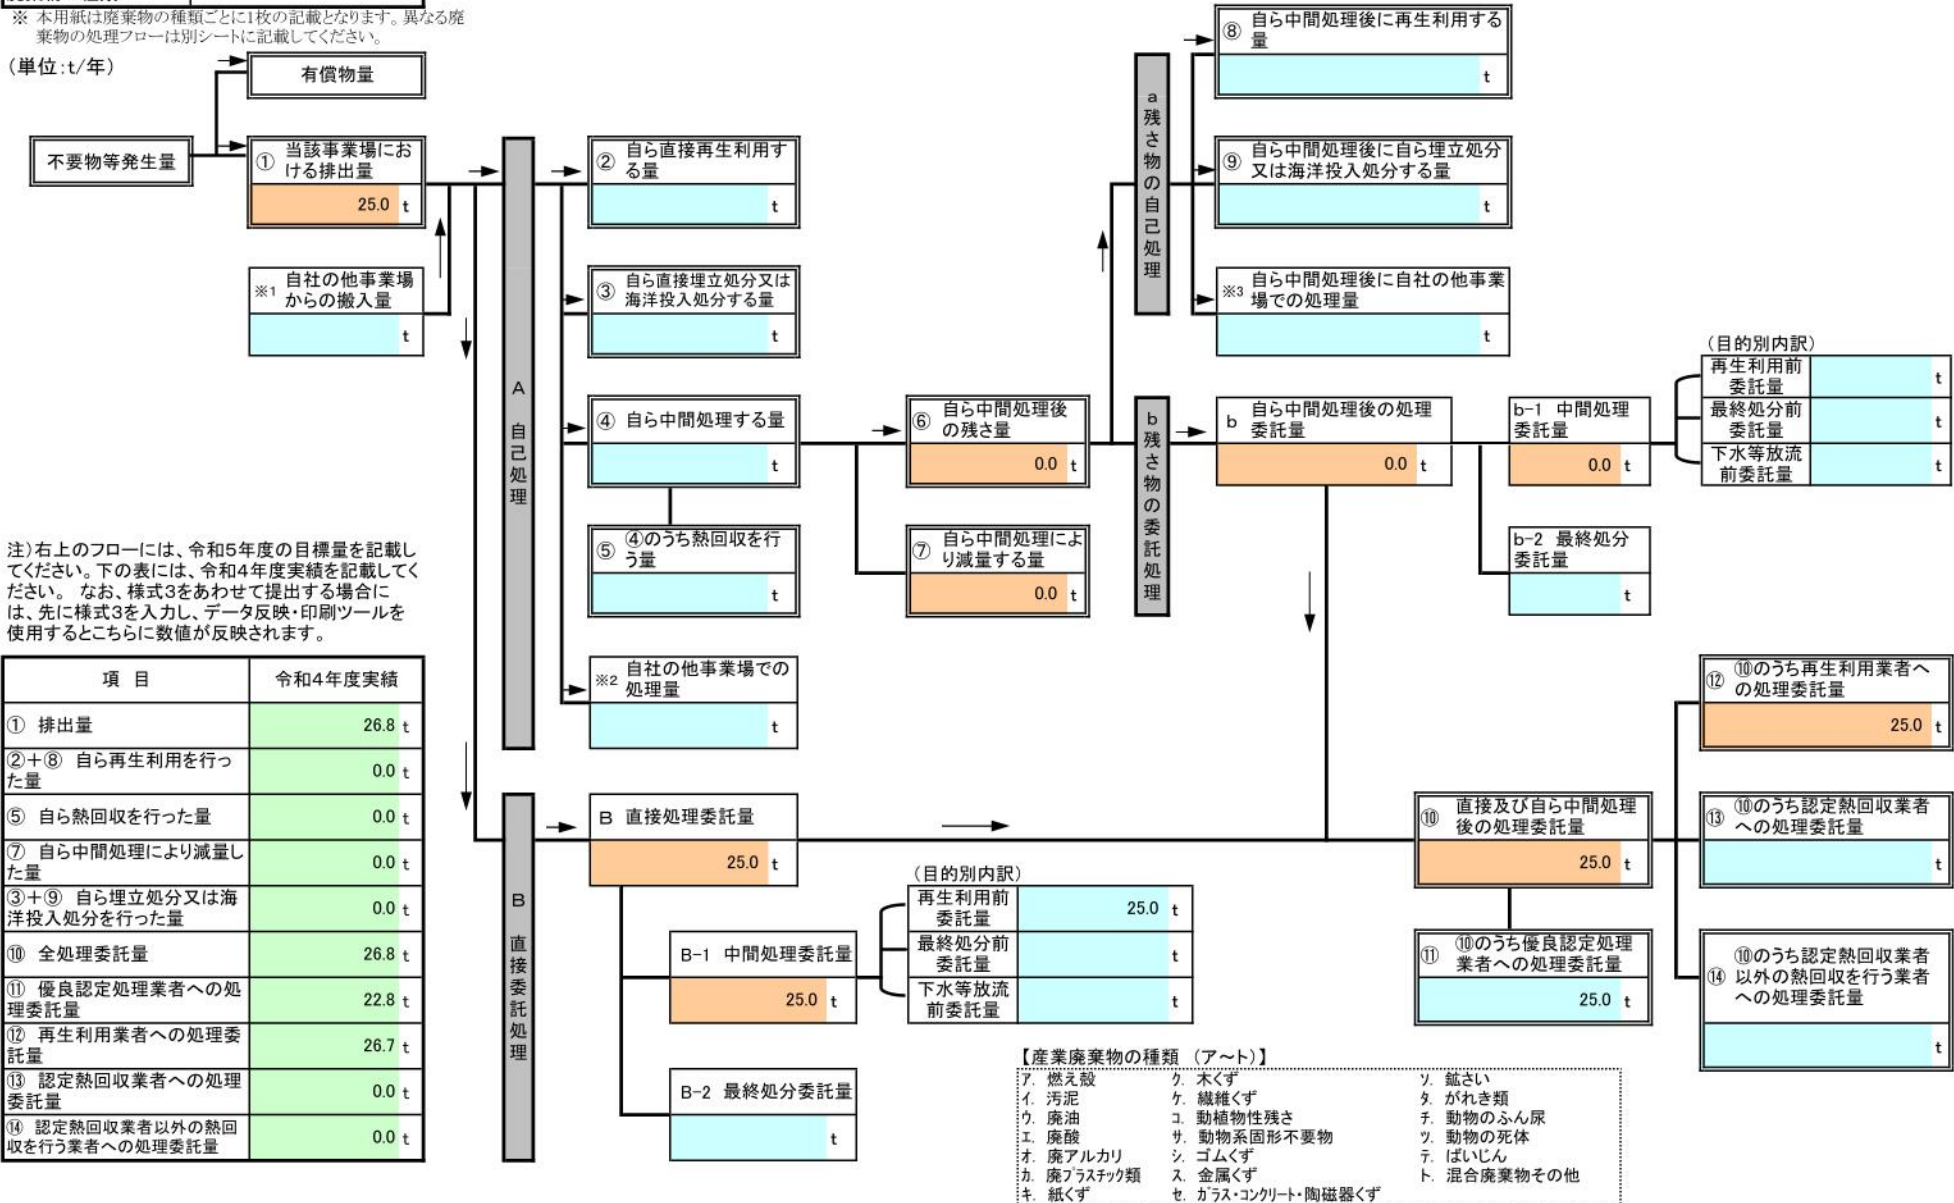 ※ 本用紙は廃棄物の種類ごとに1枚の記載となります。異なる廃
棄物の処理フローは別シートに記載してください。
(単位:t/年)
有償物量
不要物等発生量
① 当該事業場にお
ける排出量
25.0 t
※1 自社の他事業場
からの搬入量
t
A 自己処理
② 自ら直接再生利用す
る量
t
③ 自ら直接埋立処分又は
海洋投入処分する量
t
④ 自ら中間処理する量
t
⑤ ④のうち熱回収を行
う量
t
※2 自社の他事業場での
処理量
t
⑥ 自ら中間処理後
の残さ量
0.0 t
⑦ 自ら中間処理によ
り減量する量
0.0 t
a残さ物の自己処理
⑧ 自ら中間処理後に再生利用する
量
t
⑨ 自ら中間処理後に自ら埋立処分
又は海洋投入処分する量
t
※3 自ら中間処理後に自社の他事業
場での処理量
t
b残さ物の委託処理
b 自ら中間処理後の処理
委託量
0.0 t
b-1 中間処理
委託量
0.0 t
b-2 最終処分
委託量
t
(目的別内訳)
再生利用前
委託量
t
最終処分前
委託量
t
下水等放流
前委託量
t
注)右上のフローには、令和5年度の目標量を記載し
てください。下の表には、令和4年度実績を記載してく
ださい。 なお、様式3をあわせて提出する場合に
は、先に様式3を入力し、データ反映・印刷ツールを
使用するとこちらに数値が反映されます。
項 目 令和4年度実績
① 排出量 26.8 t
②+⑧ 自ら再生利用を行っ
た量 0.0 t
⑤ 自ら熱回収を行った量 0.0 t
⑦ 自ら中間処理により減量し
た量 0.0 t
③+⑨ 自ら埋立処分又は海
洋投入処分を行った量 0.0 t
⑩ 全処理委託量 26.8 t
⑪ 優良認定処理業者への処
理委託量 22.8 t
⑫ 再生利用業者への処理委
託量 26.7 t
⑬ 認定熱回収業者への処理
委託量 0.0 t
⑭ 認定熱回収業者以外の熱回
収を行う業者への処理委託量 0.0 t
B 直接委託処理
B 直接処理委託量
25.0 t
B-1 中間処理委託量
25.0 t
B-2 最終処分委託量
t
(目的別内訳)
再生利用前
委託量
25.0 t
最終処分前
委託量
t
下水等放流
前委託量
t
⑩ 直接及び自ら中間処理
後の処理委託量
25.0 t
⑪ ⑩のうち優良認定処理
業者への処理委託量
25.0 t
⑫ ⑩のうち再生利用業者へ
の処理委託量
25.0 t
⑬ ⑩のうち認定熱回収業者
への処理委託量
t
⑭ ⑩のうち認定熱回収業者
以外の熱回収を行う業者
への処理委託量
t
【産業廃棄物の種類 (ア~ト)】
ア. 燃え殻
イ. 汚泥
ウ. 廃油
エ. 廃酸
オ. 廃アルカリ
カ. 廃プラスチック類
キ. 紙くず
ク. 木くず
ケ. 繊維くず
コ. 動植物性残さ
サ. 動物系固形不要物
シ. ゴムくず
ス. 金属くず
セ. ガラス・コンクリート・陶磁器くず
ソ. 鉱さい
タ. がれき類
チ. 動物のふん尿
ツ. 動物の死体
テ. ばいじん
ト. 混合廃棄物その他